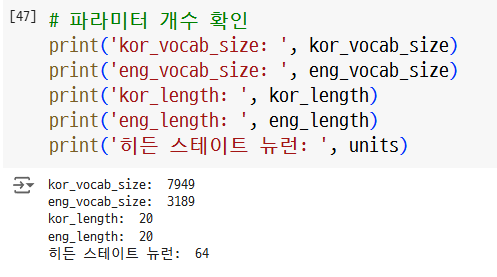 [47] # 파라미터 개수 확인
print('kor_vocab_size: ', kor_vocab_size)
print('eng_vocab_size: ', eng_vocab_size)
print('kor_length: ', kor_length)
print('eng_length: ', eng_length)
print('히든 스테이트 뉴런: ', units)
kor_vocab_size:  7949
eng_vocab_size:  3189
kor_length:  20
eng_length:  20
히든 스테이트 뉴런:  64